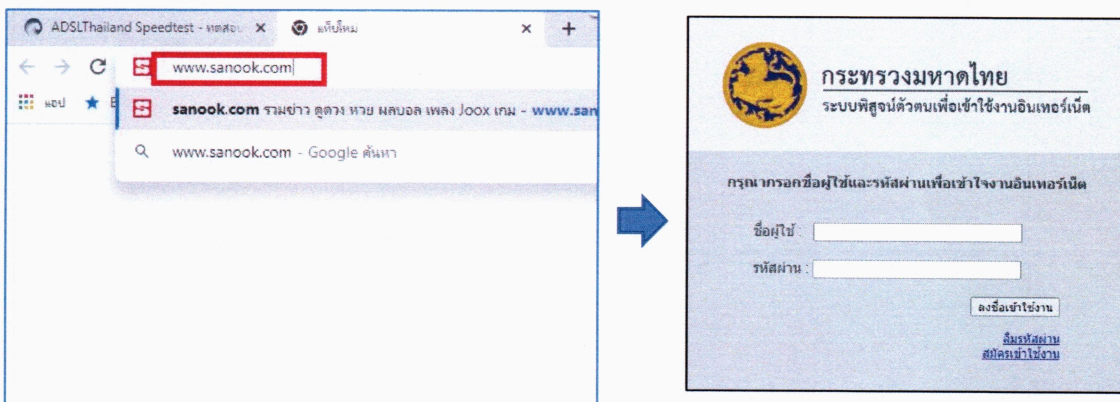 ADSLThailand Speedtest - ทดสอบ
แท็บใหม่
www.sanook.com
แอป
sanook.com รวมข่าว ดูดวง หวย ผลบอล เพลง Joox เกม - www.san
www.sanook.com - Google ค้นหา
กระทรวงมหาดไทย
ระบบพิสูจน์ตัวตนเพื่อเข้าใช้งานอินเทอร์เน็ต
กรุณากรอกชื่อผู้ใช้และรหัสผ่านเพื่อเข้าใจงานอินเทอร์เน็ต
ชื่อผู้ใช้ :
รหัสผ่าน :
ลงชื่อเข้าใช้งาน
ลืมรหัสผ่าน
สมัครเข้าใช้งาน